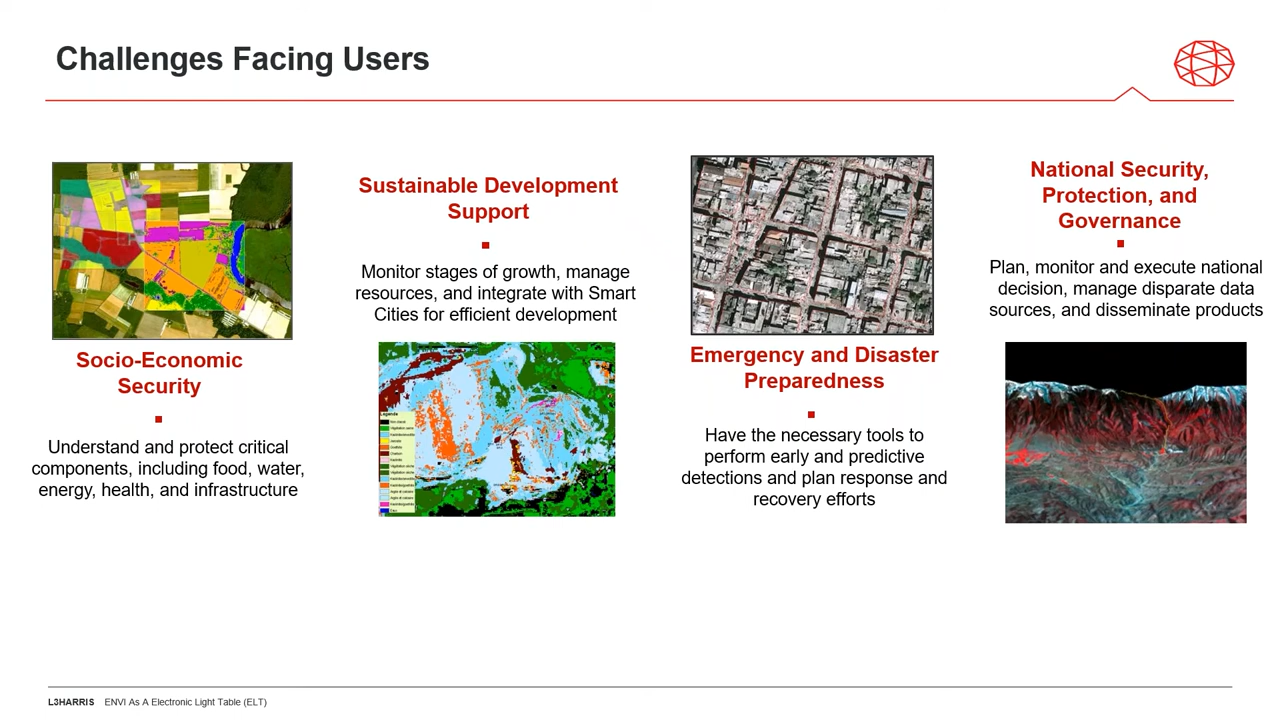 Challenges Facing Users
Socio-Economic
Security
Understand and protect critical
components, including food, water,
energy, health, and infrastructure
Sustainable Development
Support
Monitor stages of growth, manage
resources, and integrate with Smart
Cities for efficient development
Emergency and Disaster
Preparedness
Have the necessary tools to
perform early and predictive
detections and plan response and
recovery efforts
National Security,
Protection, and
Governance
Plan, monitor and execute national
decision, manage disparate data
sources, and disseminate products
L3HARRIS ENVI As A Electronic Light Table (ELT)